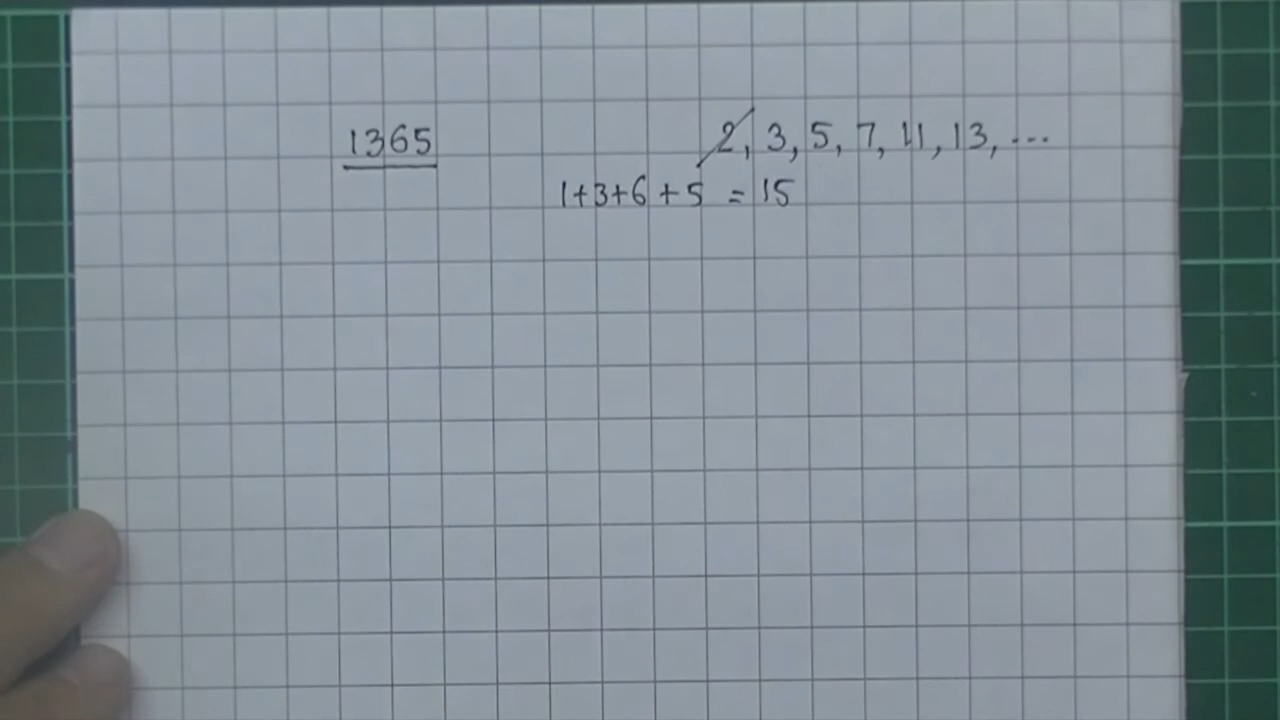 1365
2, 3, 5, 7, 11, 13, ...
1+3+6+5 = 15